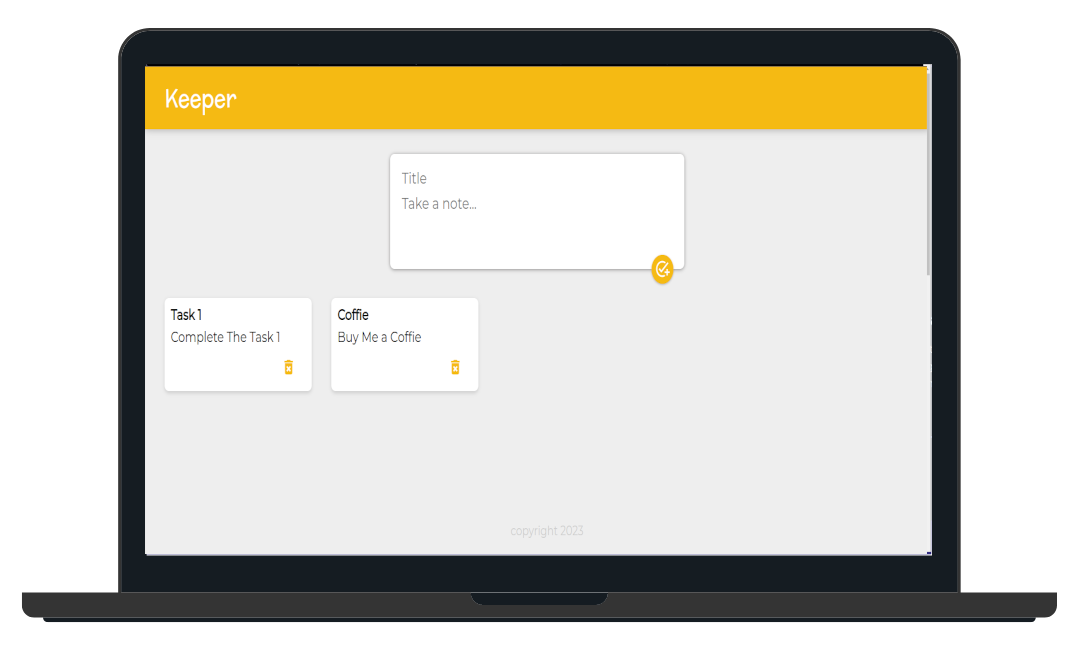 Keeper
Title
Take a note...
Task 1
Complete The Task 1
Coffie
Buy Me a Coffie
copyright 2023